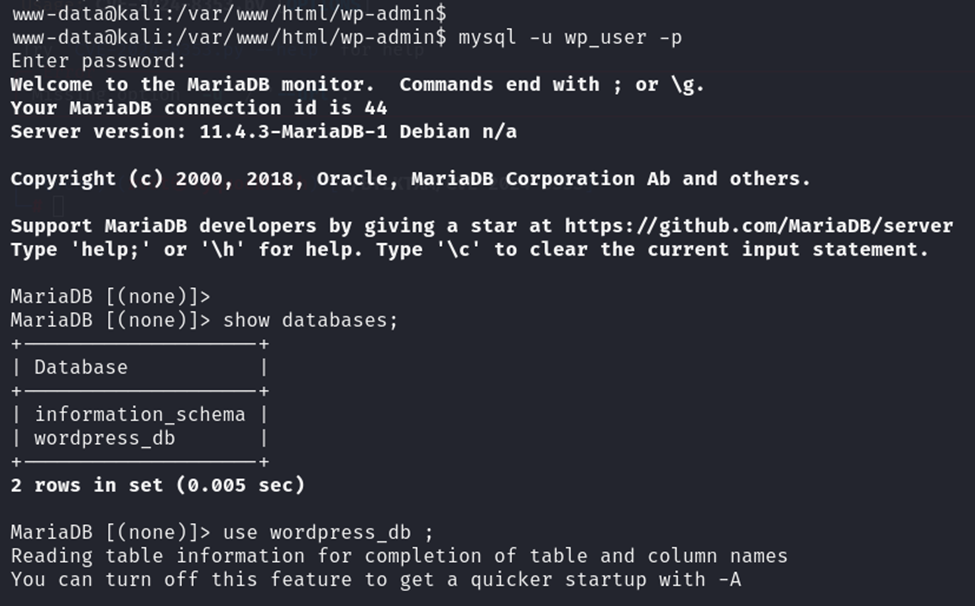 www-data@kali:/var/www/html/wp-admin$
www-data@kali:/var/www/html/wp-admin$ mysql -u wp_user -p
Enter password:
Welcome to the MariaDB monitor.  Commands end with ; or \g.
Your MariaDB connection id is 44
Server version: 11.4.3-MariaDB-1 Debian n/a

Copyright (c) 2000, 2018, Oracle, MariaDB Corporation Ab and others.

Support MariaDB developers by giving a star at https://github.com/MariaDB/server
Type 'help;' or '\h' for help. Type '\c' to clear the current input statement.

MariaDB [(none)]>
MariaDB [(none)]> show databases;
+--------------------+
| Database           |
+--------------------+
| information_schema |
| wordpress_db       |
+--------------------+
2 rows in set (0.005 sec)

MariaDB [(none)]> use wordpress_db ;
Reading table information for completion of table and column names
You can turn off this feature to get a quicker startup with -A